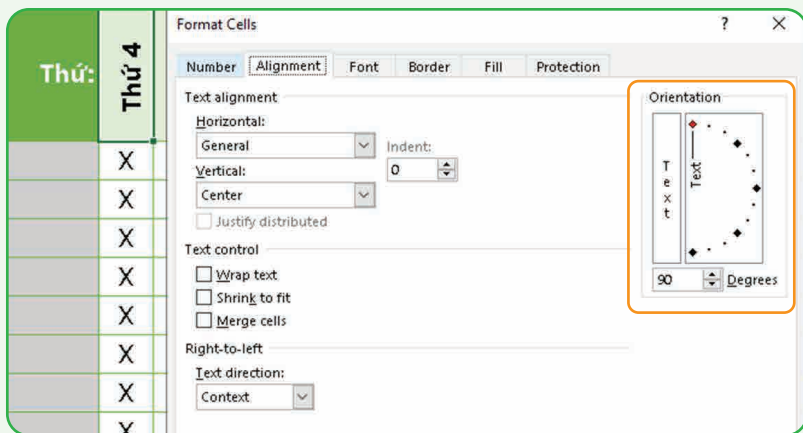 Format Cells
?
X
Thứ:
Thứ 4
X
X
X
X
X
X
X
X
Number
Alignment
Font
Border
Fill
Protection
Text alignment
Horizontal:
General
Indent:
0
Vertical:
Center
Justify distributed
Text control
Wrap text
Shrink to fit
Merge cells
Right-to-left
Text direction:
Context
Orientation
Text
Text
90
Degrees